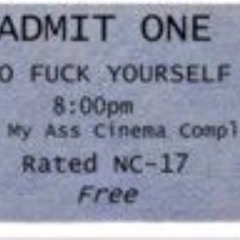 ADMIT ONE
O FUCK YOURSELF
8:00pm
My Ass Cinema Compl
Rated NC-17
Free